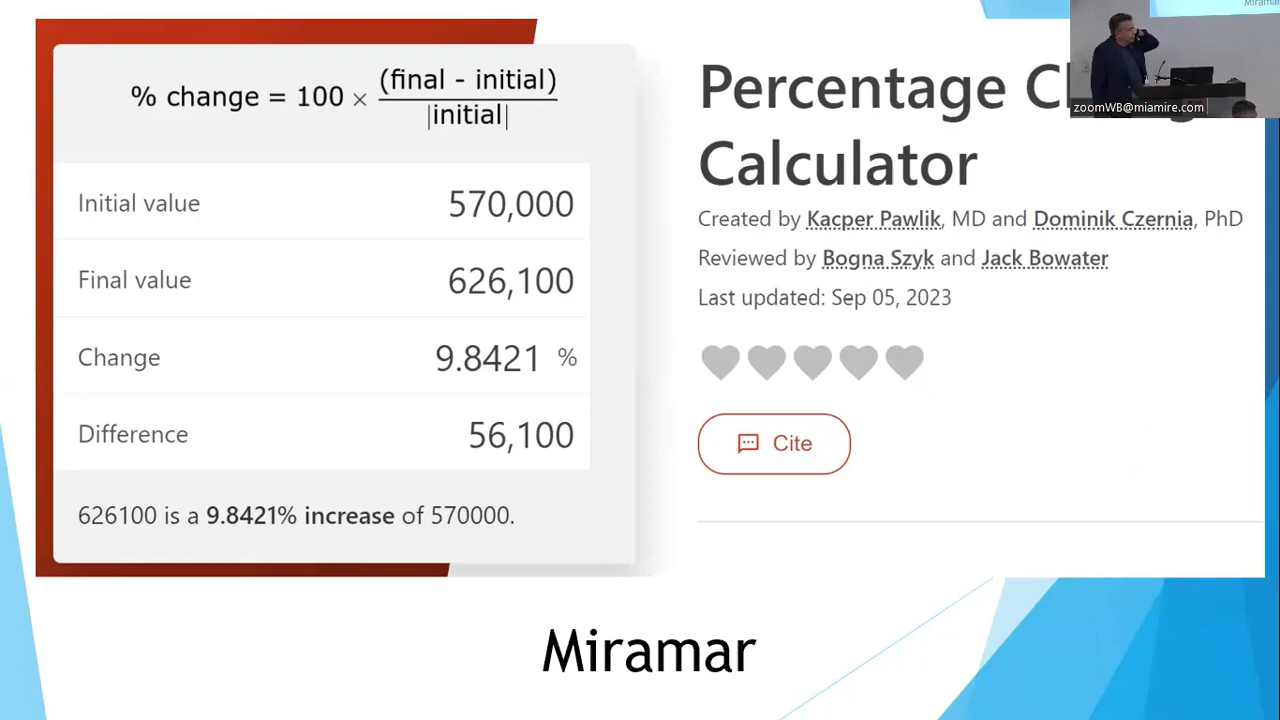 % change = 100 × (final - initial)
|initial|
Initial value 570,000
Final value 626,100
Change 9.8421 %
Difference 56,100
626100 is a 9.8421% increase of 570000.
Percentage
Calculator
Created by Kacper Pawlik, MD and Dominik Czernia, PhD
Reviewed by Bogna Szyk and Jack Bowater
Last updated: Sep 05, 2023
Cite
Miramar
Miramar
zoomWB@miamire.com